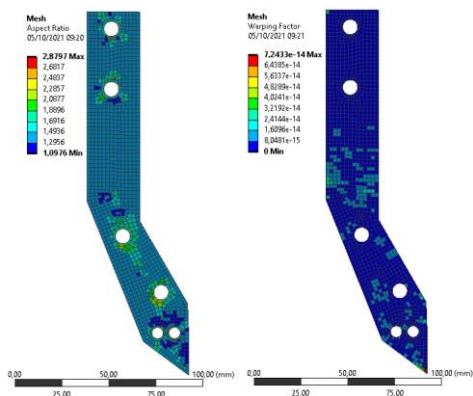 Mesh
Aspect Ratio
05/10/2021 09:20
2,8797 Max
2,6817
2,4837
2,2857
2,0877
1,8896
1,6916
1,4936
1,2956
1,0976 Min
0,00
50,00
100,00 (mm)
25,00
75,00
Mesh
Warping Factor
05/10/2021 09:21
7,2433e-14 Max
6,4385e-14
5,6337e-14
4,8289e-14
4,0241e-14
3,2192e-14
2,4144e-14
1,6096e-14
8,0481e-15
0 Min
0,00
50,00
100,00 (mm)
25,00
75,00